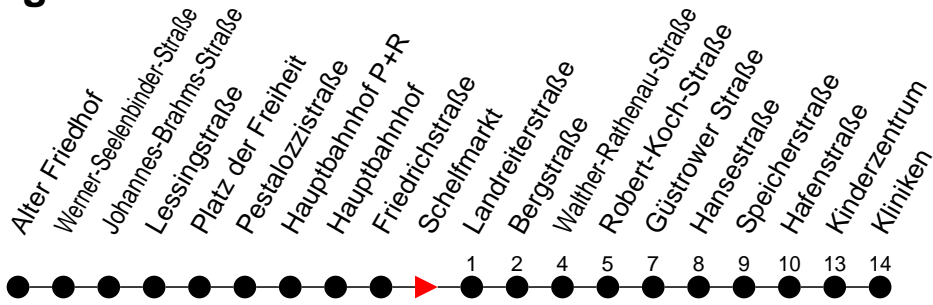 Alter Friedhof
Werner-Seelenbinder-Straße
Johannes-Brahms-Straße
Lessingstraße
Platz der Freiheit
Pestalozzistraße
Hauptbahnhof P+R
Hauptbahnhof
Friedrichstraße
Schelfmarkt
Landreiterstraße
Bergstraße
Walther-Rathenau-Straße
Robert-Koch-Straße
Güstrower Straße
Hansestraße
Speicherstraße
Hafenstraße
Kinderzentrum
Kliniken
1 2 4 5 7 8 9 10 13 14